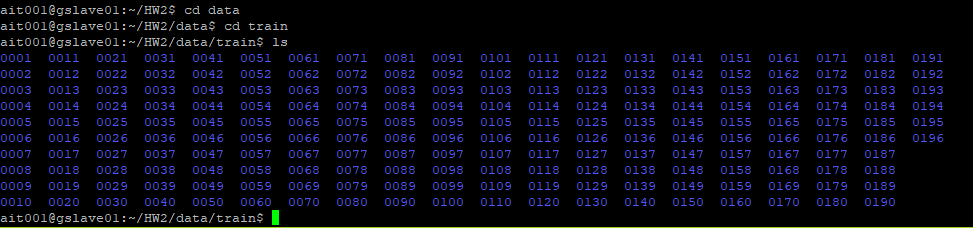 ait001@gslave01:~/HW2$ cd data
ait001@gslave01:~/HW2/data$ cd train
ait001@gslave01:~/HW2/data/train$ ls
0001 0011 0021 0031 0041 0051 0061 0071 0081 0091 0101 0111 0121 0131 0141 0151 0161 0171 0181 0191
0002 0012 0022 0032 0042 0052 0062 0072 0082 0092 0102 0112 0122 0132 0142 0152 0162 0172 0182 0192
0003 0013 0023 0033 0043 0053 0063 0073 0083 0093 0103 0113 0123 0133 0143 0153 0163 0173 0183 0193
0004 0014 0024 0034 0044 0054 0064 0074 0084 0094 0104 0114 0124 0134 0144 0154 0164 0174 0184 0194
0005 0015 0025 0035 0045 0055 0065 0075 0085 0095 0105 0115 0125 0135 0145 0155 0165 0175 0185 0195
0006 0016 0026 0036 0046 0056 0066 0076 0086 0096 0106 0116 0126 0136 0146 0156 0166 0176 0186 0196
0007 0017 0027 0037 0047 0057 0067 0077 0087 0097 0107 0117 0127 0137 0147 0157 0167 0177 0187
0008 0018 0028 0038 0048 0058 0068 0078 0088 0098 0108 0118 0128 0138 0148 0158 0168 0178 0188
0009 0019 0029 0039 0049 0059 0069 0079 0089 0099 0109 0119 0129 0139 0149 0159 0169 0179 0189
0010 0020 0030 0040 0050 0060 0070 0080 0090 0100 0110 0120 0130 0140 0150 0160 0170 0180 0190
ait001@gslave01:~/HW2/data/train$